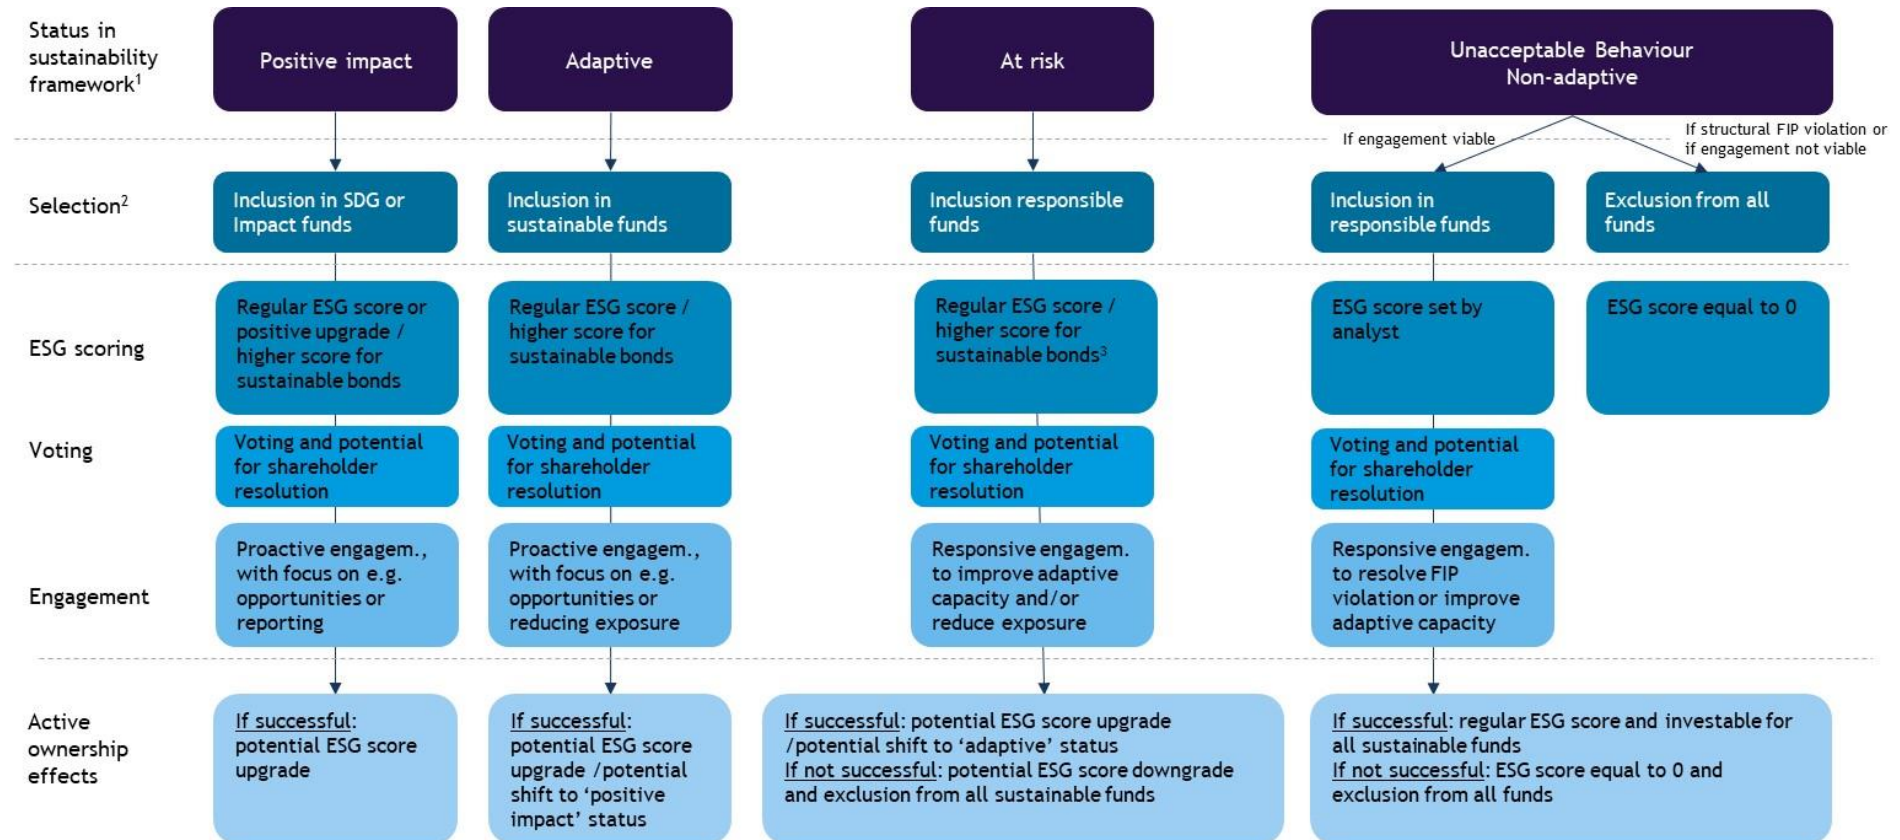 Status in
sustainability
framework¹
Positive impact
Adaptive
At risk
Unacceptable Behaviour
Non-adaptive
If engagement viable
If structural FIP violation or
if engagement not viable
Selection²
Inclusion in SDG or
Impact funds
Inclusion in
sustainable funds
Inclusion responsible
funds
Inclusion in
responsible funds
Exclusion from all
funds
ESG scoring
Regular ESG score or
positive upgrade /
higher score for
sustainable bonds
Regular ESG score /
higher score for
sustainable bonds
Regular ESG score /
higher score for
sustainable bonds³
ESG score set by
analyst
ESG score equal to 0
Voting
Voting and potential
for shareholder
resolution
Voting and potential
for shareholder
resolution
Voting and potential
for shareholder
resolution
Voting and potential
for shareholder
resolution
Engagement
Proactive engagem.,
with focus on e.g.
opportunities or
reporting
Proactive engagem.,
with focus on e.g.
opportunities or
reducing exposure
Responsive engagem.
to improve adaptive
capacity and/or
reduce exposure
Responsive engagem.
to resolve FIP
violation or improve
adaptive capacity
Active
ownership
effects
If successful:
potential ESG score
upgrade
If successful:
potential ESG score
upgrade /potential
shift to ‘positive
impact’ status
If successful: potential ESG score upgrade
/potential shift to ‘adaptive’ status
If not successful: potential ESG score downgrade
and exclusion from all sustainable funds
If successful: regular ESG score and investable for
all sustainable funds
If not successful: ESG score equal to 0 and
exclusion from all funds